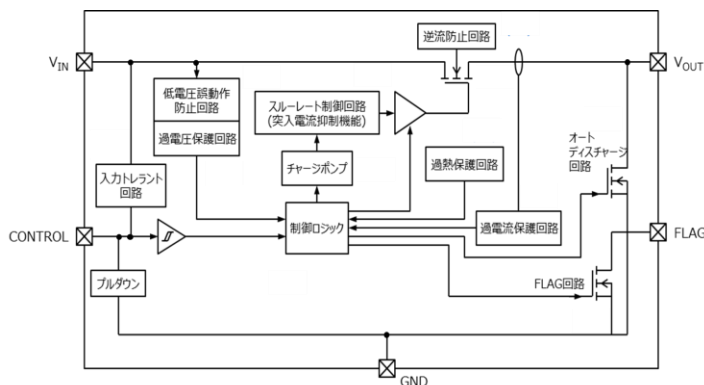 逆流防止回路
VIN
VOUT
低電圧誤動作
防止回路
過電圧保護回路
スルーレート制御回路
(突入電流抑制機能)
オート
ディスチャージ
回路
チャージポンプ
過熱保護回路
入力トレラント
回路
CONTROL
制御ロジック
過電流保護回路
FLAG
プルダウン
FLAG回路
GND